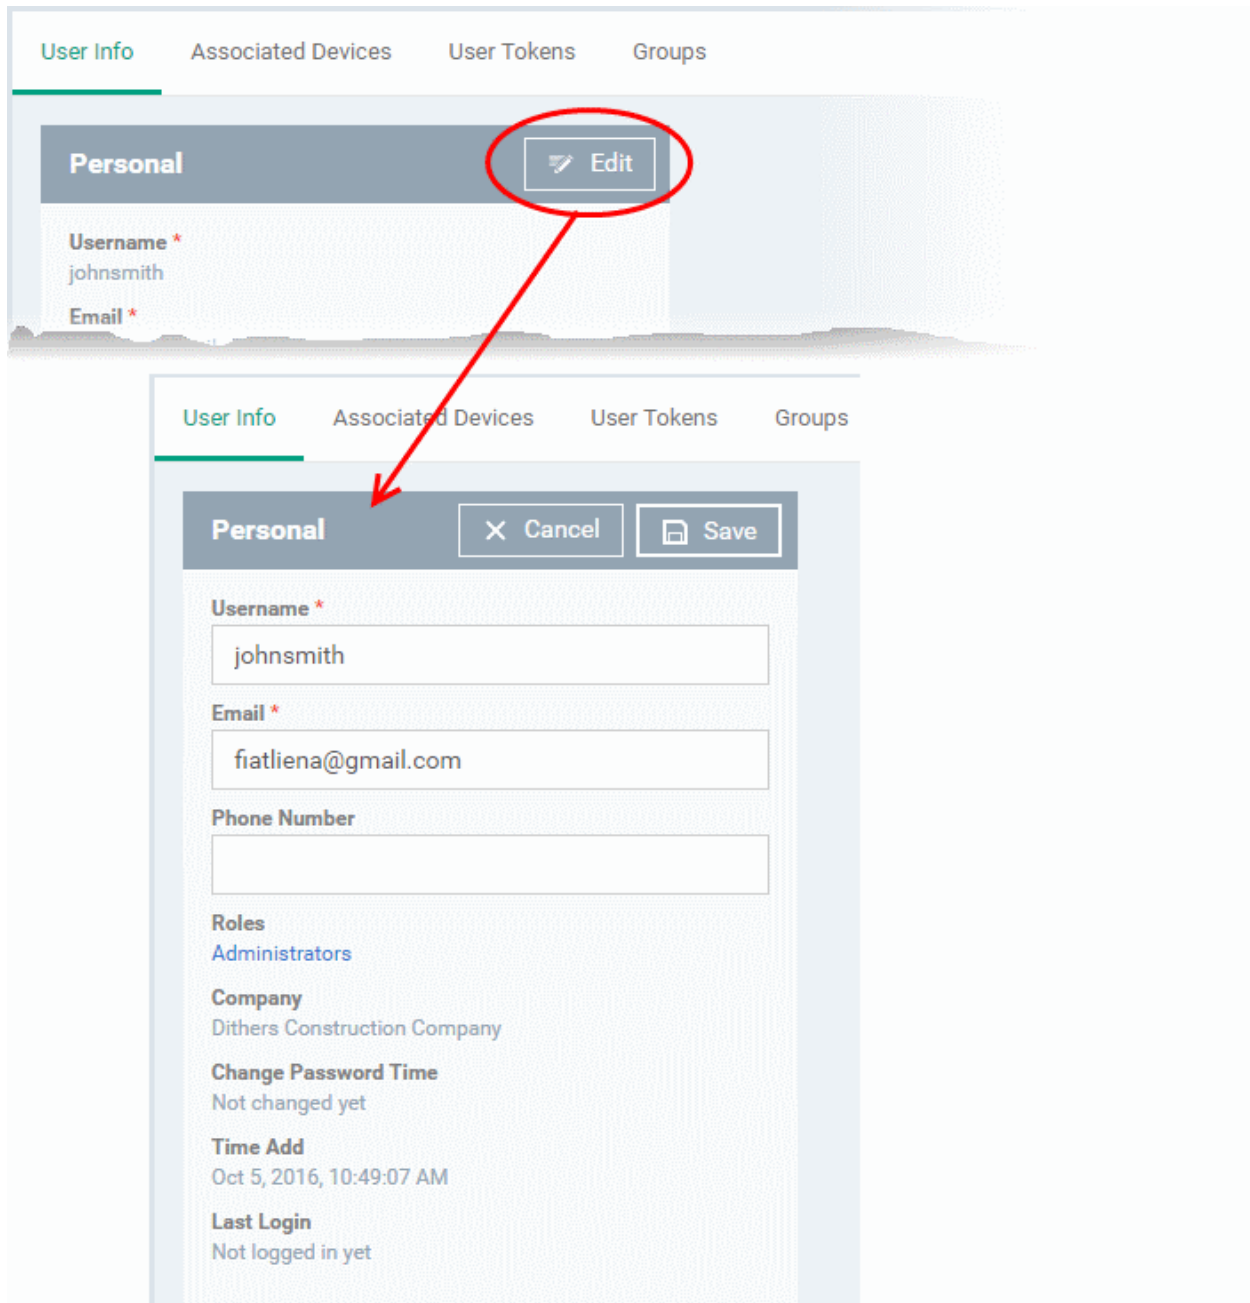 User Info Associated Devices User Tokens Groups
Personal Edit
Username *
johnsmith
Email *
User Info Associated Devices User Tokens Groups
Personal Cancel Save
Username *
johnsmith
Email *
fiatliena@gmail.com
Phone Number
Roles
Administrators
Company
Dithers Construction Company
Change Password Time
Not changed yet
Time Add
Oct 5, 2016, 10:49:07 AM
Last Login
Not logged in yet